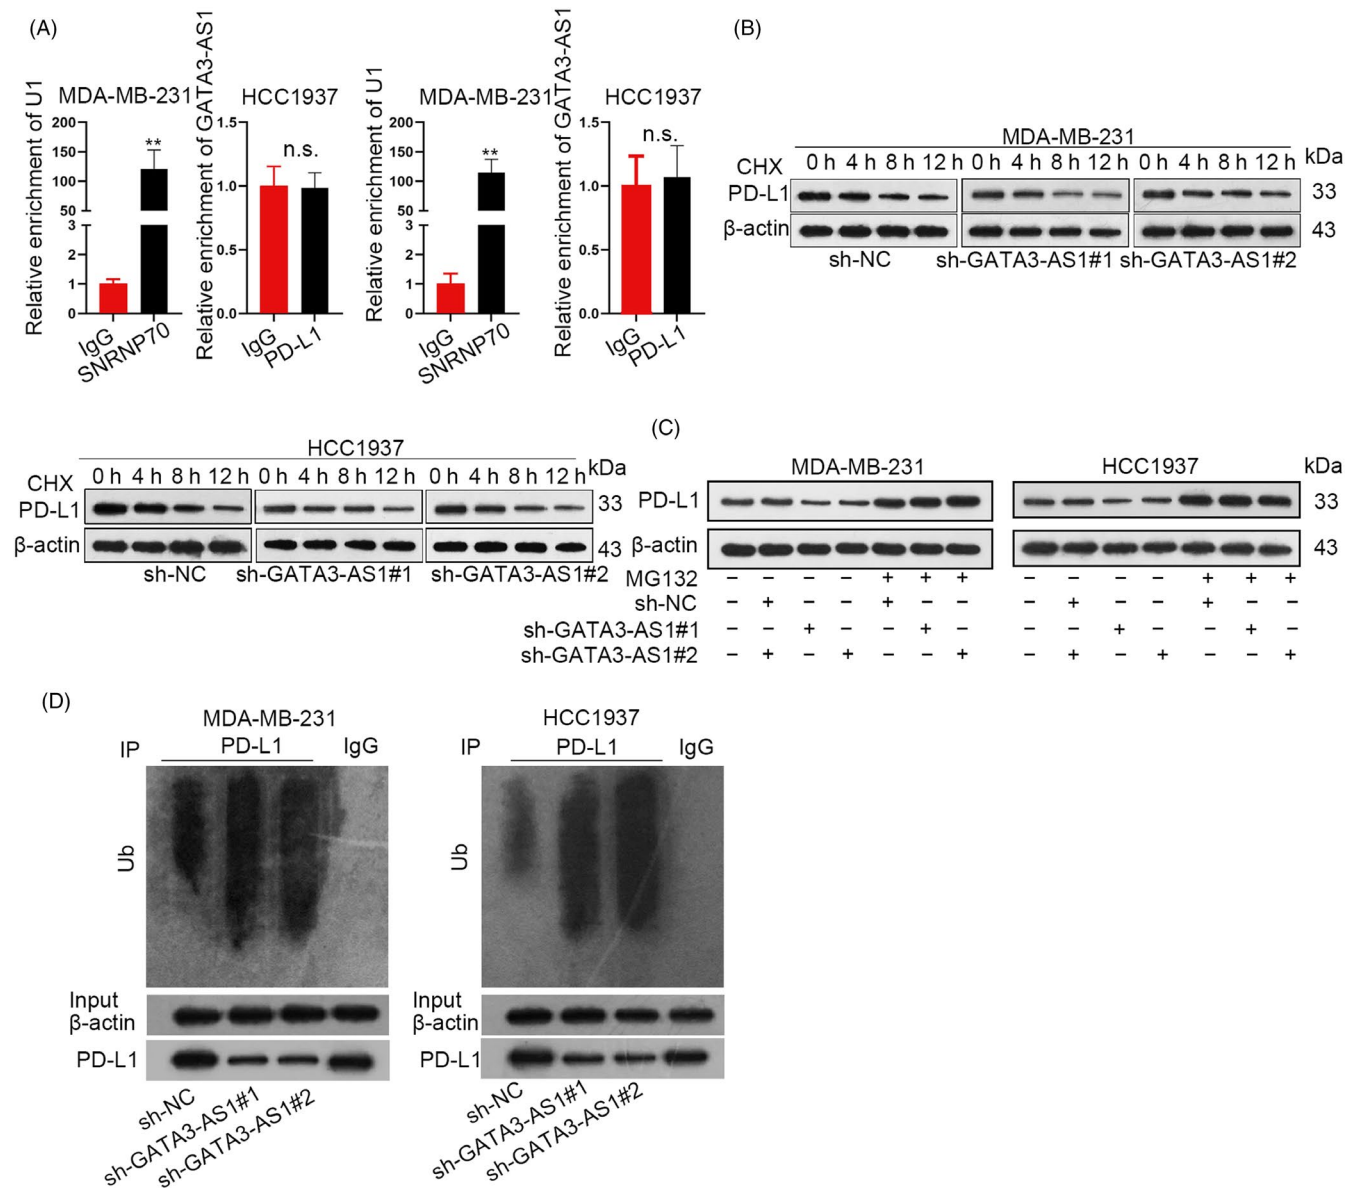 (A)
Relative enrichment of U1
MDA-MB-231
200
150
100
50
3
2
1
0
**
IgG
SNRNP70
Relative enrichment of GATA3-AS1
HCC1937
1.5
1.0
0.5
0.0
n.s.
IgG
PD-L1
Relative enrichment of U1
MDA-MB-231
200
150
100
50
3
2
1
0
**
IgG
SNRNP70
Relative enrichment of GATA3-AS1
HCC1937
1.5
1.0
0.5
0.0
n.s.
IgG
PD-L1
(B)
MDA-MB-231
CHX 0 h 4 h 8 h 12 h 0 h 4 h 8 h 12 h 0 h 4 h 8 h 12 h kDa
PD-L1 33
β-actin 43
sh-NC sh-GATA3-AS1#1 sh-GATA3-AS1#2
HCC1937
CHX 0 h 4 h 8 h 12 h 0 h 4 h 8 h 12 h 0 h 4 h 8 h 12 h kDa
PD-L1 33
β-actin 43
sh-NC sh-GATA3-AS1#1 sh-GATA3-AS1#2
(C)
MDA-MB-231 HCC1937 kDa
PD-L1 33
β-actin 43
MG132 − − − − + + + − − − − + + +
sh-NC − + − − + − − − + − − + − −
sh-GATA3-AS1#1 − − + − − + − − − + − − + −
sh-GATA3-AS1#2 − + − + − − + − + − + − − +
(D)
MDA-MB-231
IP PD-L1 IgG
Ub
Input
β-actin
PD-L1
sh-NC
sh-GATA3-AS1#1
sh-GATA3-AS1#2
HCC1937
IP PD-L1 IgG
Ub
Input
β-actin
PD-L1
sh-NC
sh-GATA3-AS1#1
sh-GATA3-AS1#2